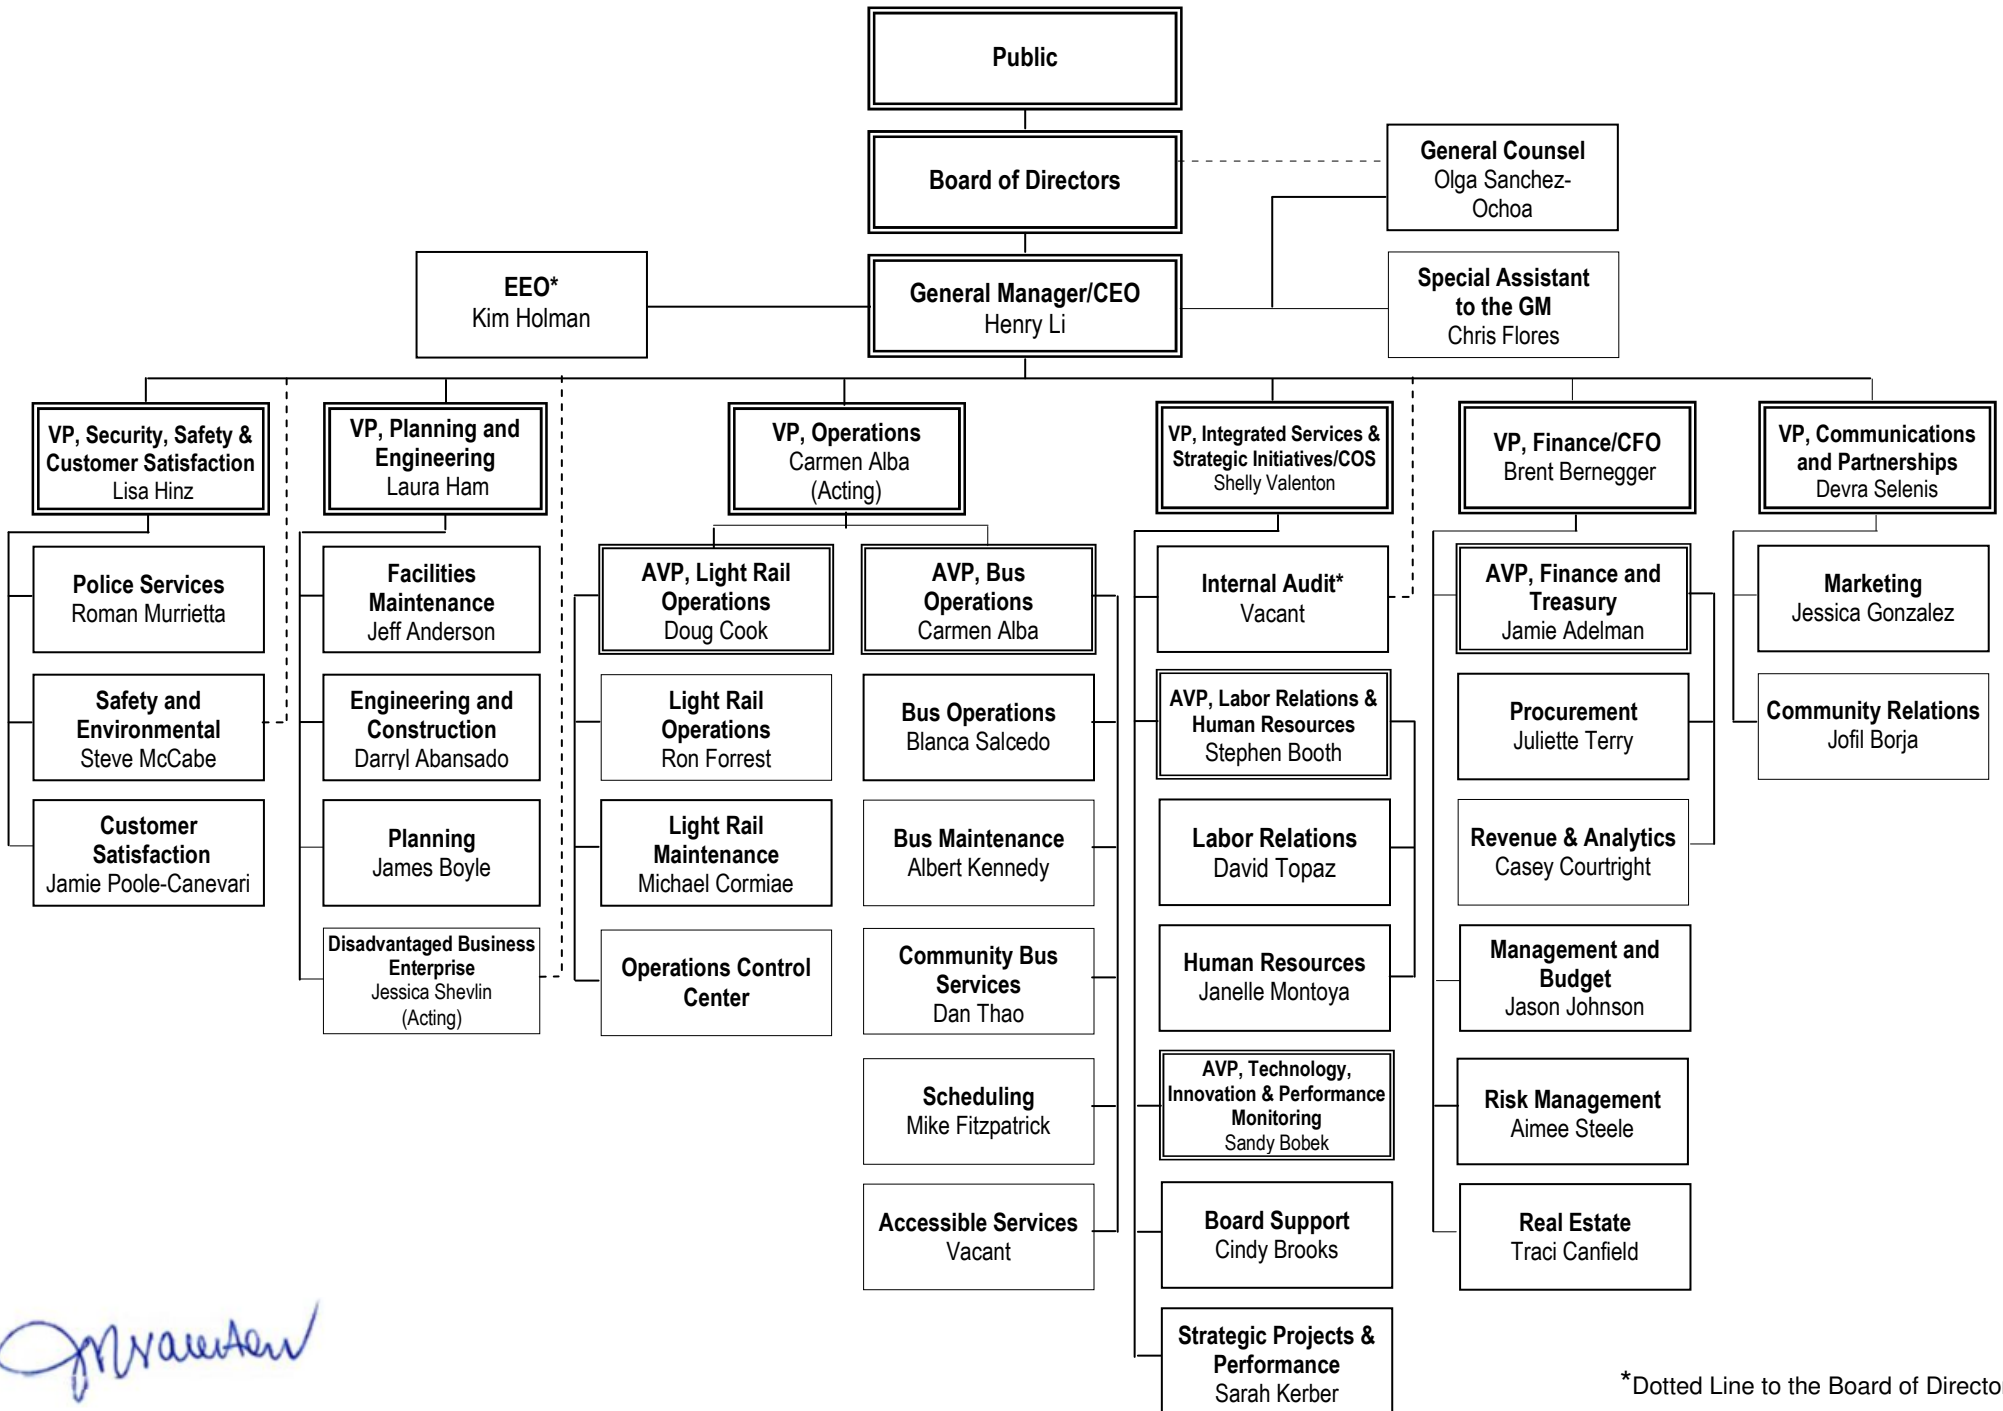 Public
Board of Directors
General Counsel
Olga Sanchez-
Ochoa
EEO*
Kim Holman
General Manager/CEO
Henry Li
Special Assistant
to the GM
Chris Flores
VP, Security, Safety &
Customer Satisfaction
Lisa Hinz
VP, Planning and
Engineering
Laura Ham
VP, Operations
Carmen Alba
(Acting)
VP, Integrated Services &
Strategic Initiatives/COS
Shelly Valenton
VP, Finance/CFO
Brent Bernegger
VP, Communications
and Partnerships
Devra Selenis
Police Services
Roman Murrietta
Safety and
Environmental
Steve McCabe
Customer
Satisfaction
Jamie Poole-Canevari
Facilities
Maintenance
Jeff Anderson
Engineering and
Construction
Darryl Abansado
Planning
James Boyle
Disadvantaged Business
Enterprise
Jessica Shevlin
(Acting)
AVP, Light Rail
Operations
Doug Cook
Light Rail
Operations
Ron Forrest
Light Rail
Maintenance
Michael Cormiae
Operations Control
Center
AVP, Bus
Operations
Carmen Alba
Bus Operations
Blanca Salcedo
Bus Maintenance
Albert Kennedy
Community Bus
Services
Dan Thao
Scheduling
Mike Fitzpatrick
Accessible Services
Vacant
Internal Audit*
Vacant
AVP, Labor Relations &
Human Resources
Stephen Booth
Labor Relations
David Topaz
Human Resources
Janelle Montoya
AVP, Technology,
Innovation & Performance
Monitoring
Sandy Bobek
Board Support
Cindy Brooks
Strategic Projects &
Performance
Sarah Kerber
AVP, Finance and
Treasury
Jamie Adelman
Procurement
Juliette Terry
Revenue & Analytics
Casey Courtright
Management and
Budget
Jason Johnson
Risk Management
Aimee Steele
Real Estate
Traci Canfield
Marketing
Jessica Gonzalez
Community Relations
Jofil Borja
*Dotted Line to the Board of Director